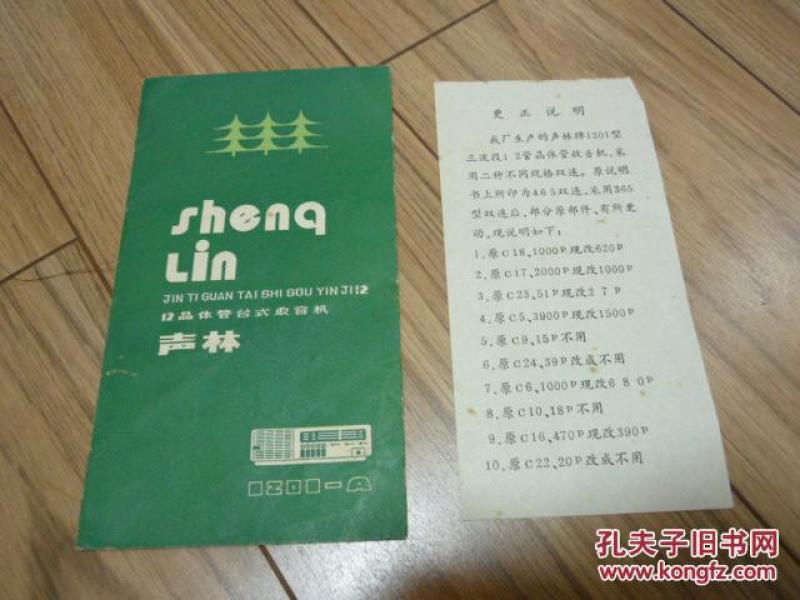 sheng
Lin
JIN TI GUAN TAI SHI SOU YIN JI 12
12晶体管台式收音机
声林
1201-A
更正说明
我厂生产的声林牌1201型
三波段12管晶体管收音机，采
用二种不同规格双连。原说明
书上所印为465双连，采用365
型双连后，部分原部件、有所更
动，现说明如下：
1.原C18、1900P现改620P
2.原C17、2000P现改1000P
3.原C23、51P现改27P
4.原C5、3900P现改1500P
5.原C9、15P不用
6.原C24、39P改成不用
7.原C6、1000P现改680P
8.原C10、18P不用
9.原C16、470P现改390P
10.原C22、20P改成不用
孔夫子旧书网
www.kongfz.com